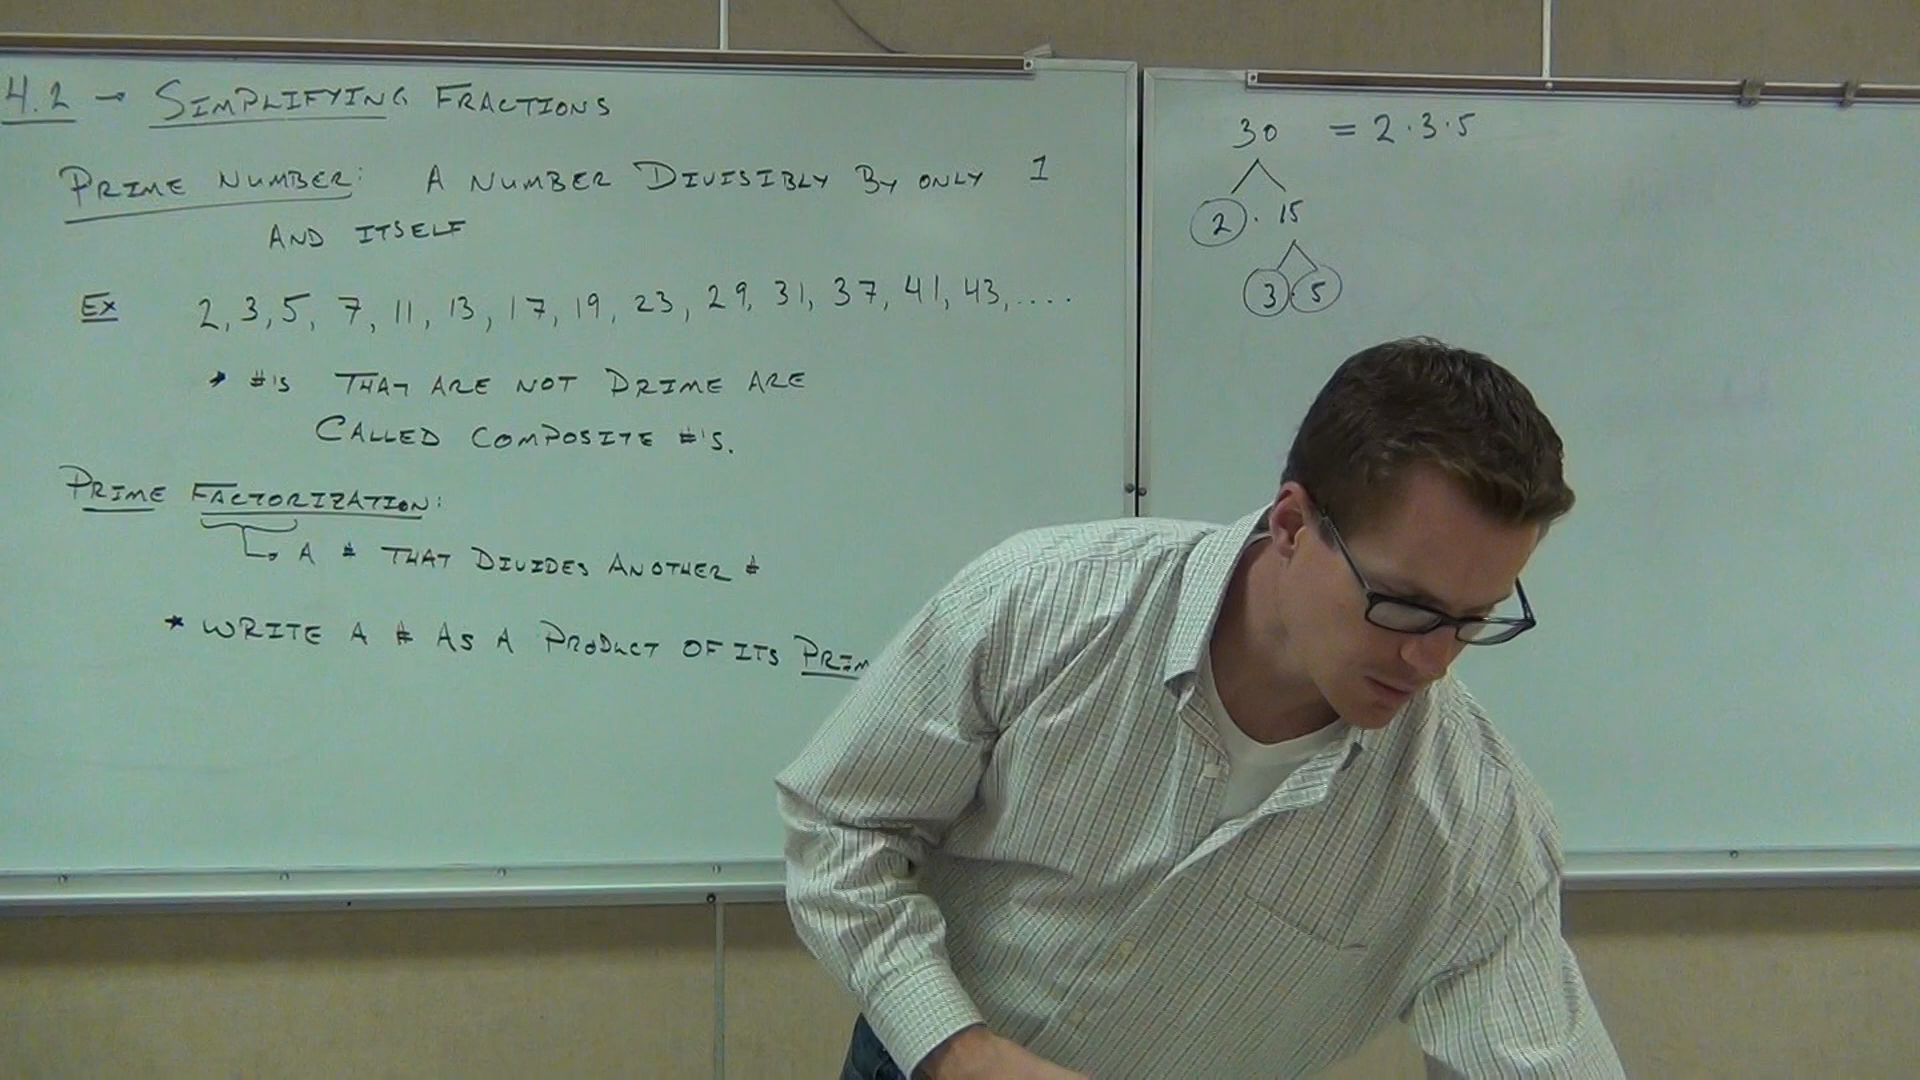 4.2 → SIMPLIFYING FRACTIONS
PRIME NUMBER: A NUMBER DIVISIBLY BY ONLY 1
AND ITSELF
EX 2, 3, 5, 7, 11, 13, 17, 19, 23, 29, 31, 37, 41, 43, ....
* #'S THAT ARE NOT PRIME ARE
CALLED COMPOSITE #'S.
PRIME FACTORIZATION:
A # THAT DIVIDES ANOTHER #
* WRITE A # AS A PRODUCT OF ITS PRIM
30 = 2 · 3 · 5
2 · 15
3 · 5